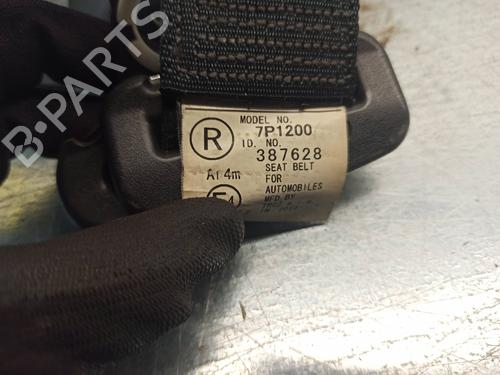 B-PARTS
MODEL NO.
R 7P1200
ID. NO.
387628
SEAT BELT
Ar4m FOR
AUTOMOBILES
MFD. BY